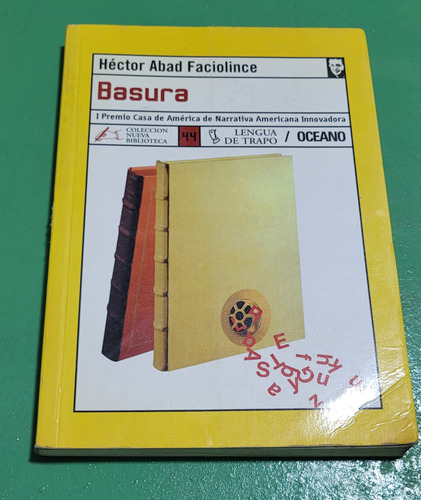 Héctor Abad Faciolince
Basura
I Premio Casa de América de Narrativa Americana Innovadora
COLECCION
NUEVA
BIBLIOTECA
44
LENGUA
DE TRAPO
/ OCEANO